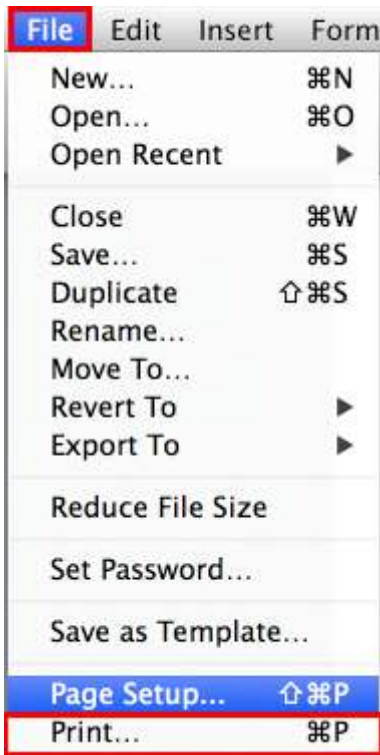 File Edit Insert Form
New... ⌘N
Open... ⌘O
Open Recent ▶
Close ⌘W
Save... ⌘S
Duplicate ⇧⌘S
Rename...
Move To...
Revert To ▶
Export To ▶
Reduce File Size
Set Password...
Save as Template...
Page Setup... ⇧⌘P
Print... ⌘P